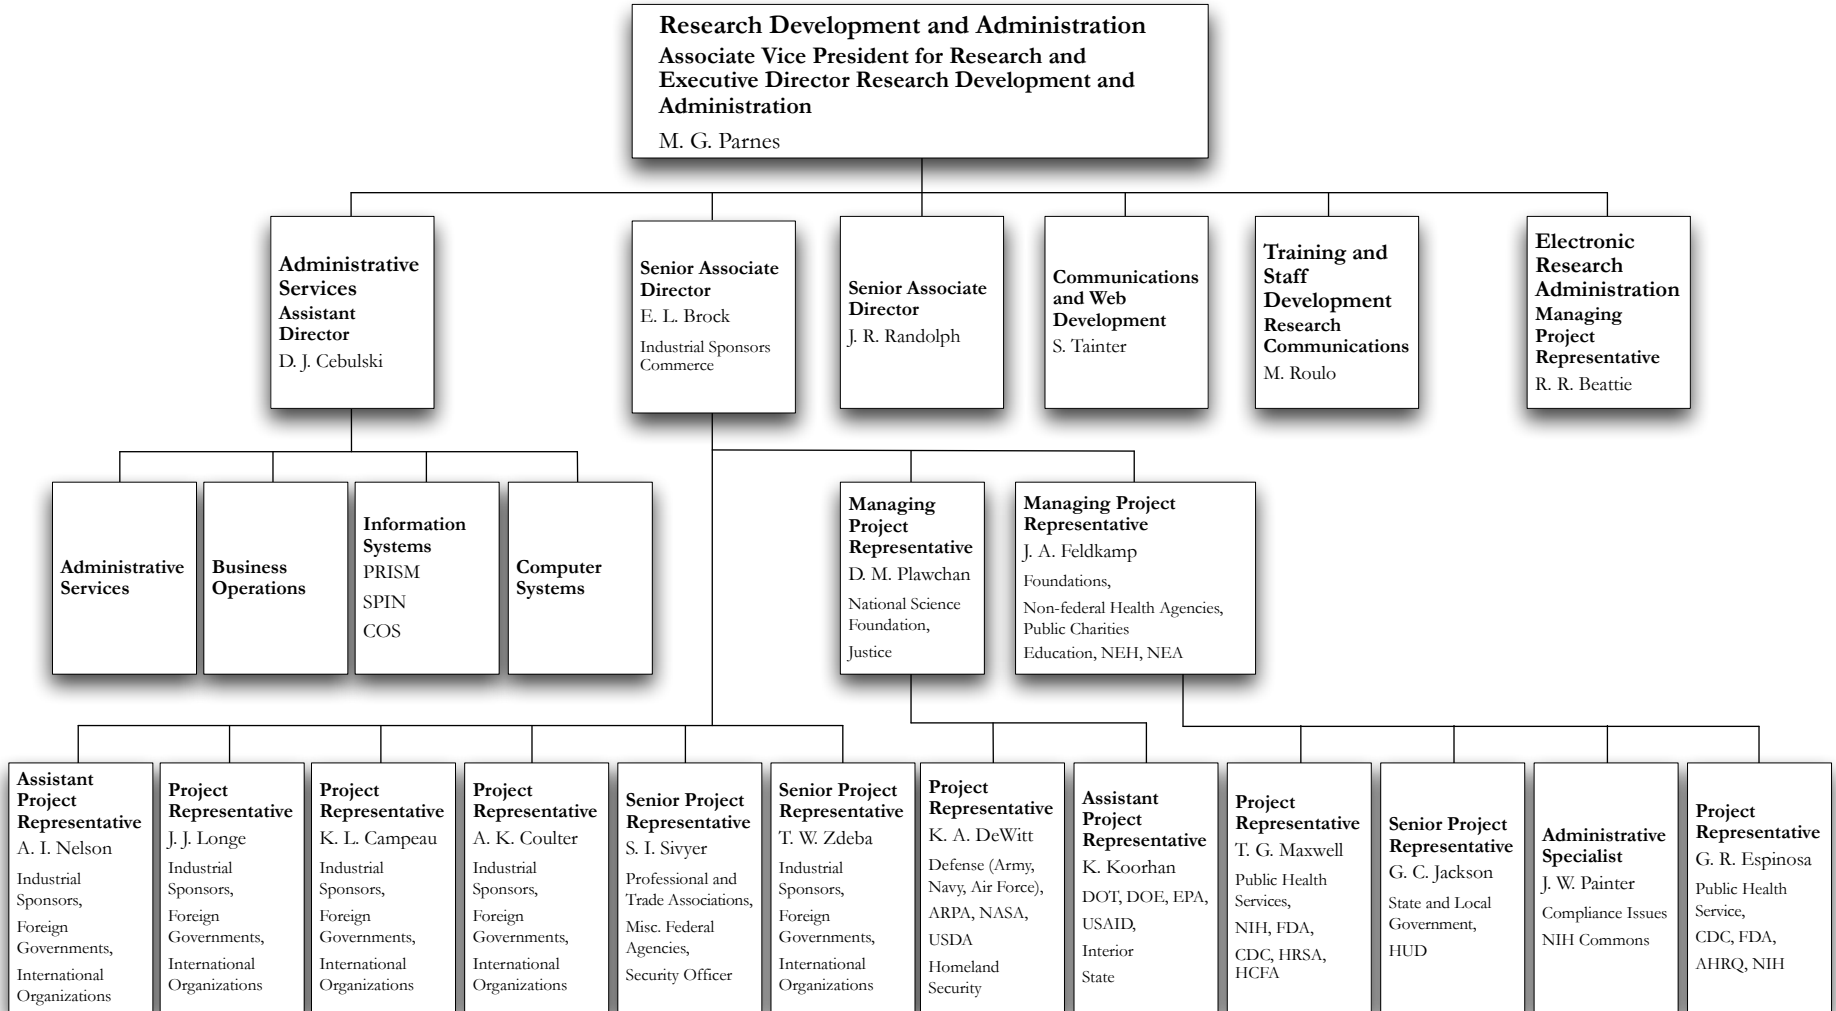 Research Development and Administration
Associate Vice President for Research and
Executive Director Research Development and
Administration
M. G. Parnes
Administrative
Services
Assistant
Director
D. J. Cebulski
Senior Associate
Director
E. L. Brock
Industrial Sponsors
Commerce
Senior Associate
Director
J. R. Randolph
Communications
and Web
Development
S. Tainter
Training and
Staff
Development
Research
Communications
M. Roulo
Electronic
Research
Administration
Managing
Project
Representative
R. R. Beattie
Administrative
Services
Business
Operations
Information
Systems
PRISM
SPIN
COS
Computer
Systems
Managing
Project
Representative
D. M. Plawchan
National Science
Foundation,
Justice
Managing Project
Representative
J. A. Feldkamp
Foundations,
Non-federal Health Agencies,
Public Charities
Education, NEH, NEA
Assistant
Project
Representative
A. I. Nelson
Industrial
Sponsors,
Foreign
Governments,
International
Organizations
Project
Representative
J. J. Longe
Industrial
Sponsors,
Foreign
Governments,
International
Organizations
Project
Representative
K. L. Campeau
Industrial
Sponsors,
Foreign
Governments,
International
Organizations
Project
Representative
A. K. Coulter
Industrial
Sponsors,
Foreign
Governments,
International
Organizations
Senior Project
Representative
S. I. Sivyer
Professional and
Trade Associations,
Misc. Federal
Agencies,
Security Officer
Senior Project
Representative
T. W. Zdeba
Industrial
Sponsors,
Foreign
Governments,
International
Organizations
Project
Representative
K. A. DeWitt
Defense (Army,
Navy, Air Force),
ARPA, NASA,
USDA
Homeland
Security
Assistant
Project
Representative
K. Koorhan
DOT, DOE, EPA,
USAID,
Interior
State
Project
Representative
T. G. Maxwell
Public Health
Services,
NIH, FDA,
CDC, HRSA,
HCFA
Senior Project
Representative
G. C. Jackson
State and Local
Government,
HUD
Administrative
Specialist
J. W. Painter
Compliance Issues
NIH Commons
Project
Representative
G. R. Espinosa
Public Health
Service,
CDC, FDA,
AHRQ, NIH